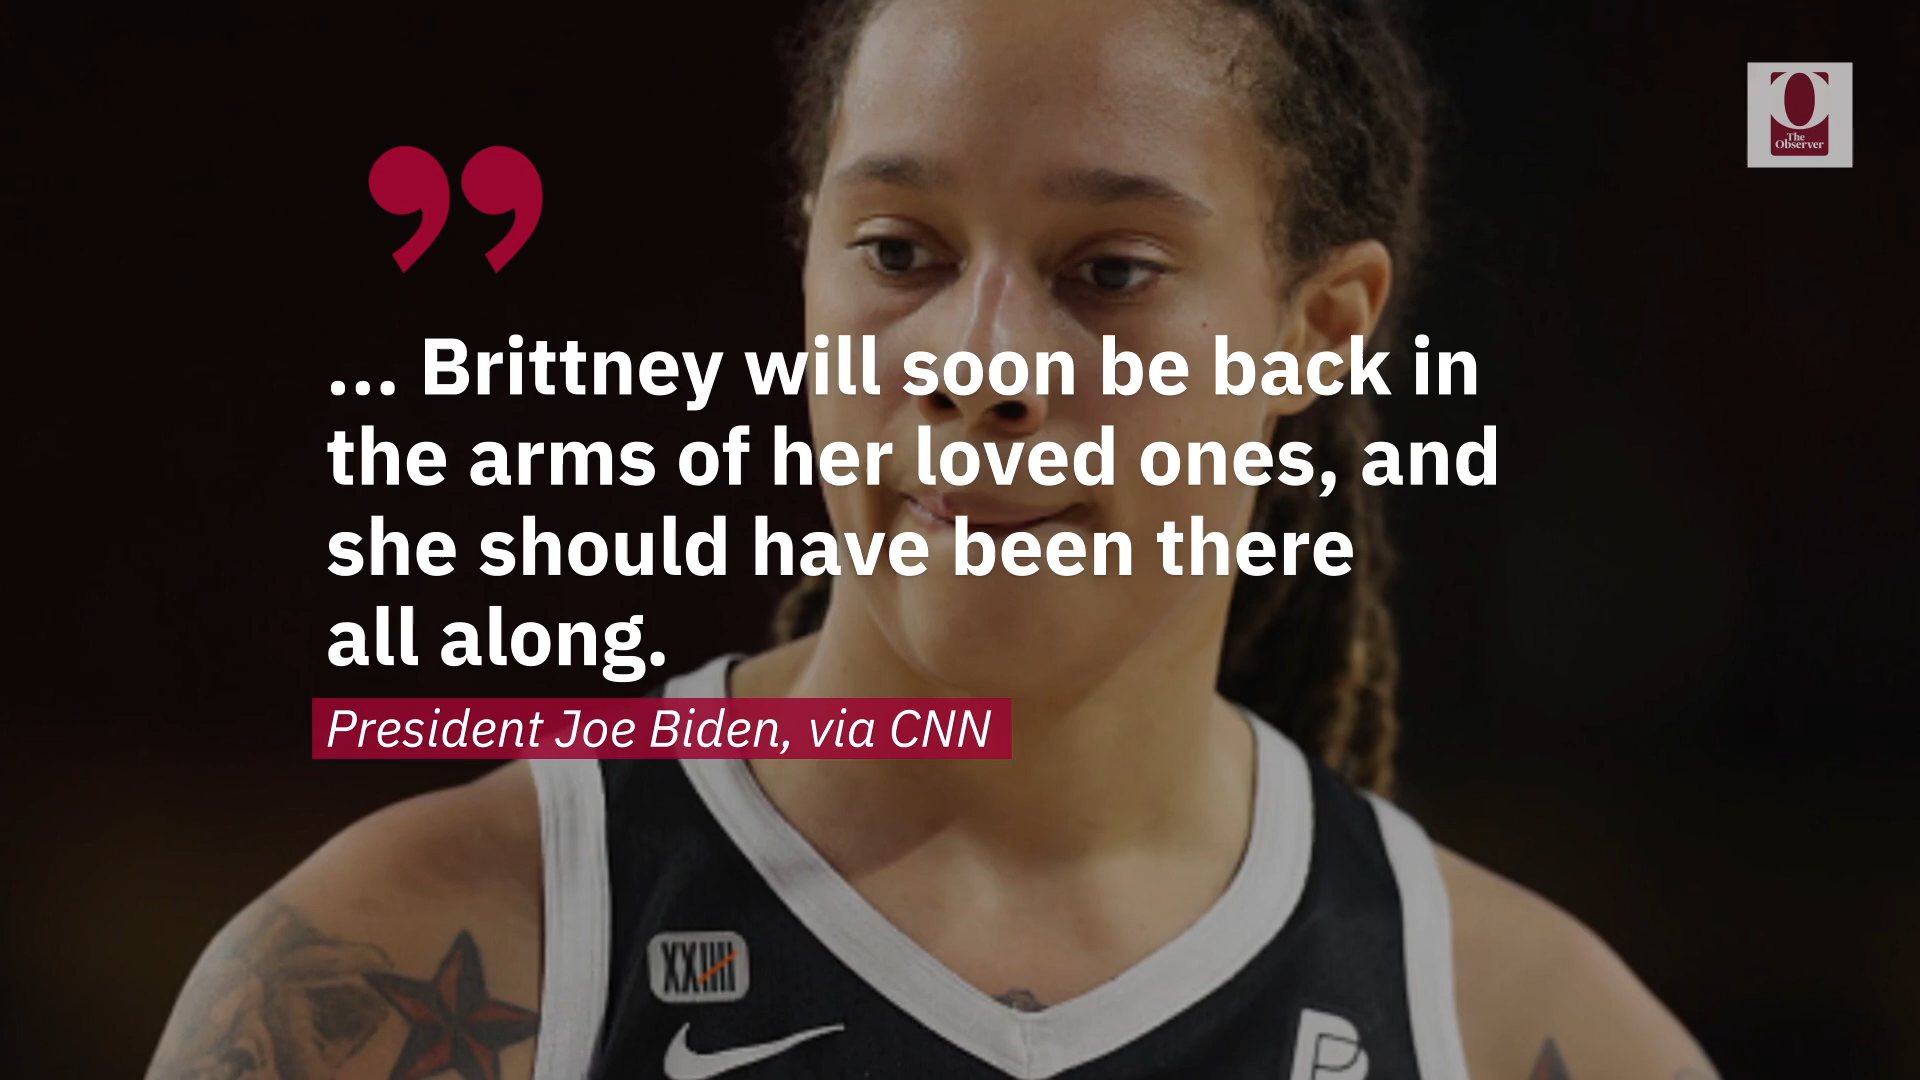 The
Observer
”
... Brittney will soon be back in
the arms of her loved ones, and
she should have been there
all along.
President Joe Biden, via CNN
XXIIII
P